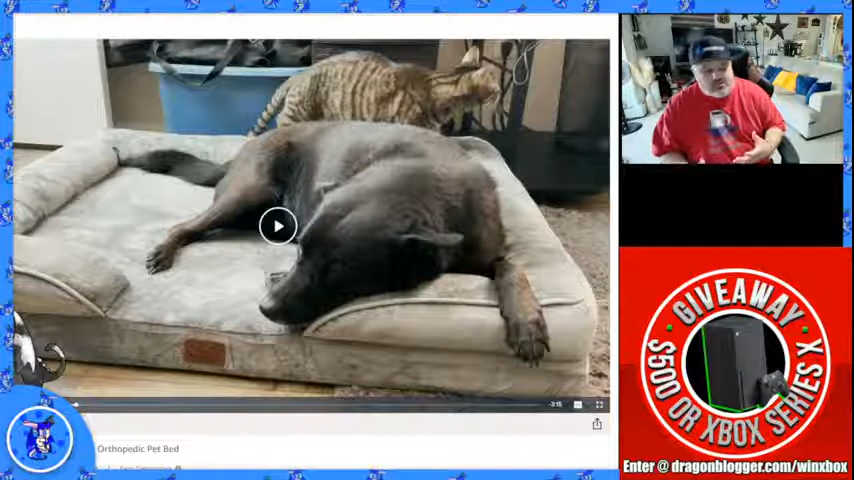 -3:15
Orthopedic Pet Bed
GIVEAWAY
$500 OR XBOX SERIES X
Enter @ dragonblogger.com/winxbox